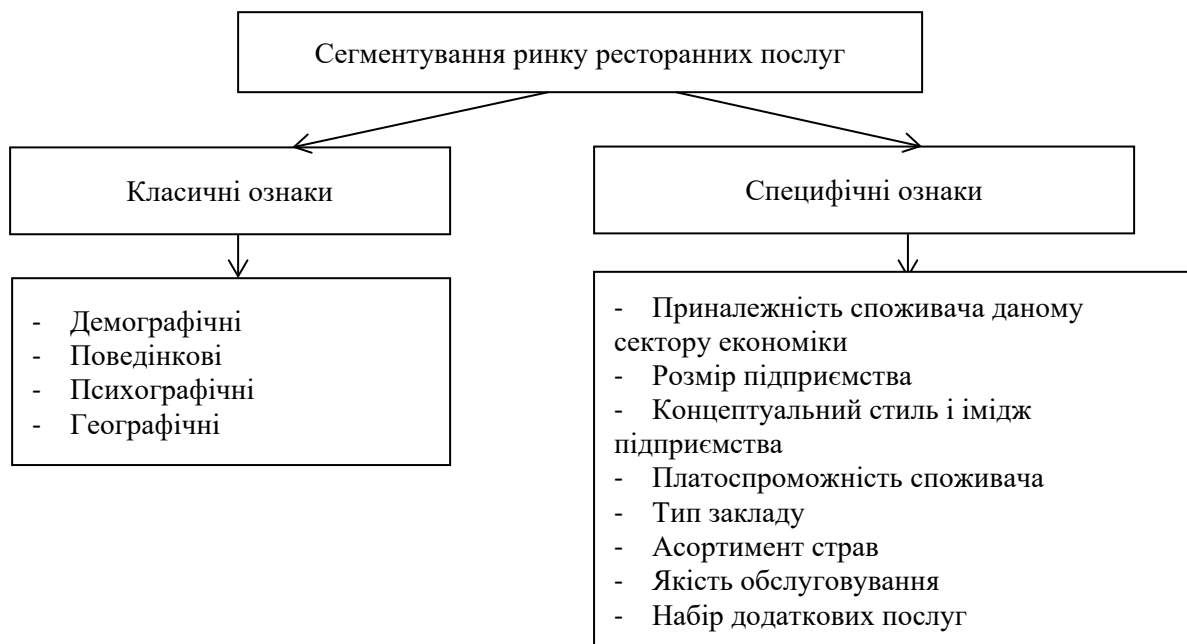 Сегментування ринку ресторанних послуг
Класичні ознаки
Специфічні ознаки
- Демографічні
- Поведінкові
- Психографічні
- Географічні
- Приналежність споживача даному
сектору економіки
- Розмір підприємства
- Концептуальний стиль і імідж
підприємства
- Платоспроможність споживача
- Тип закладу
- Асортимент страв
- Якість обслуговування
- Набір додаткових послуг